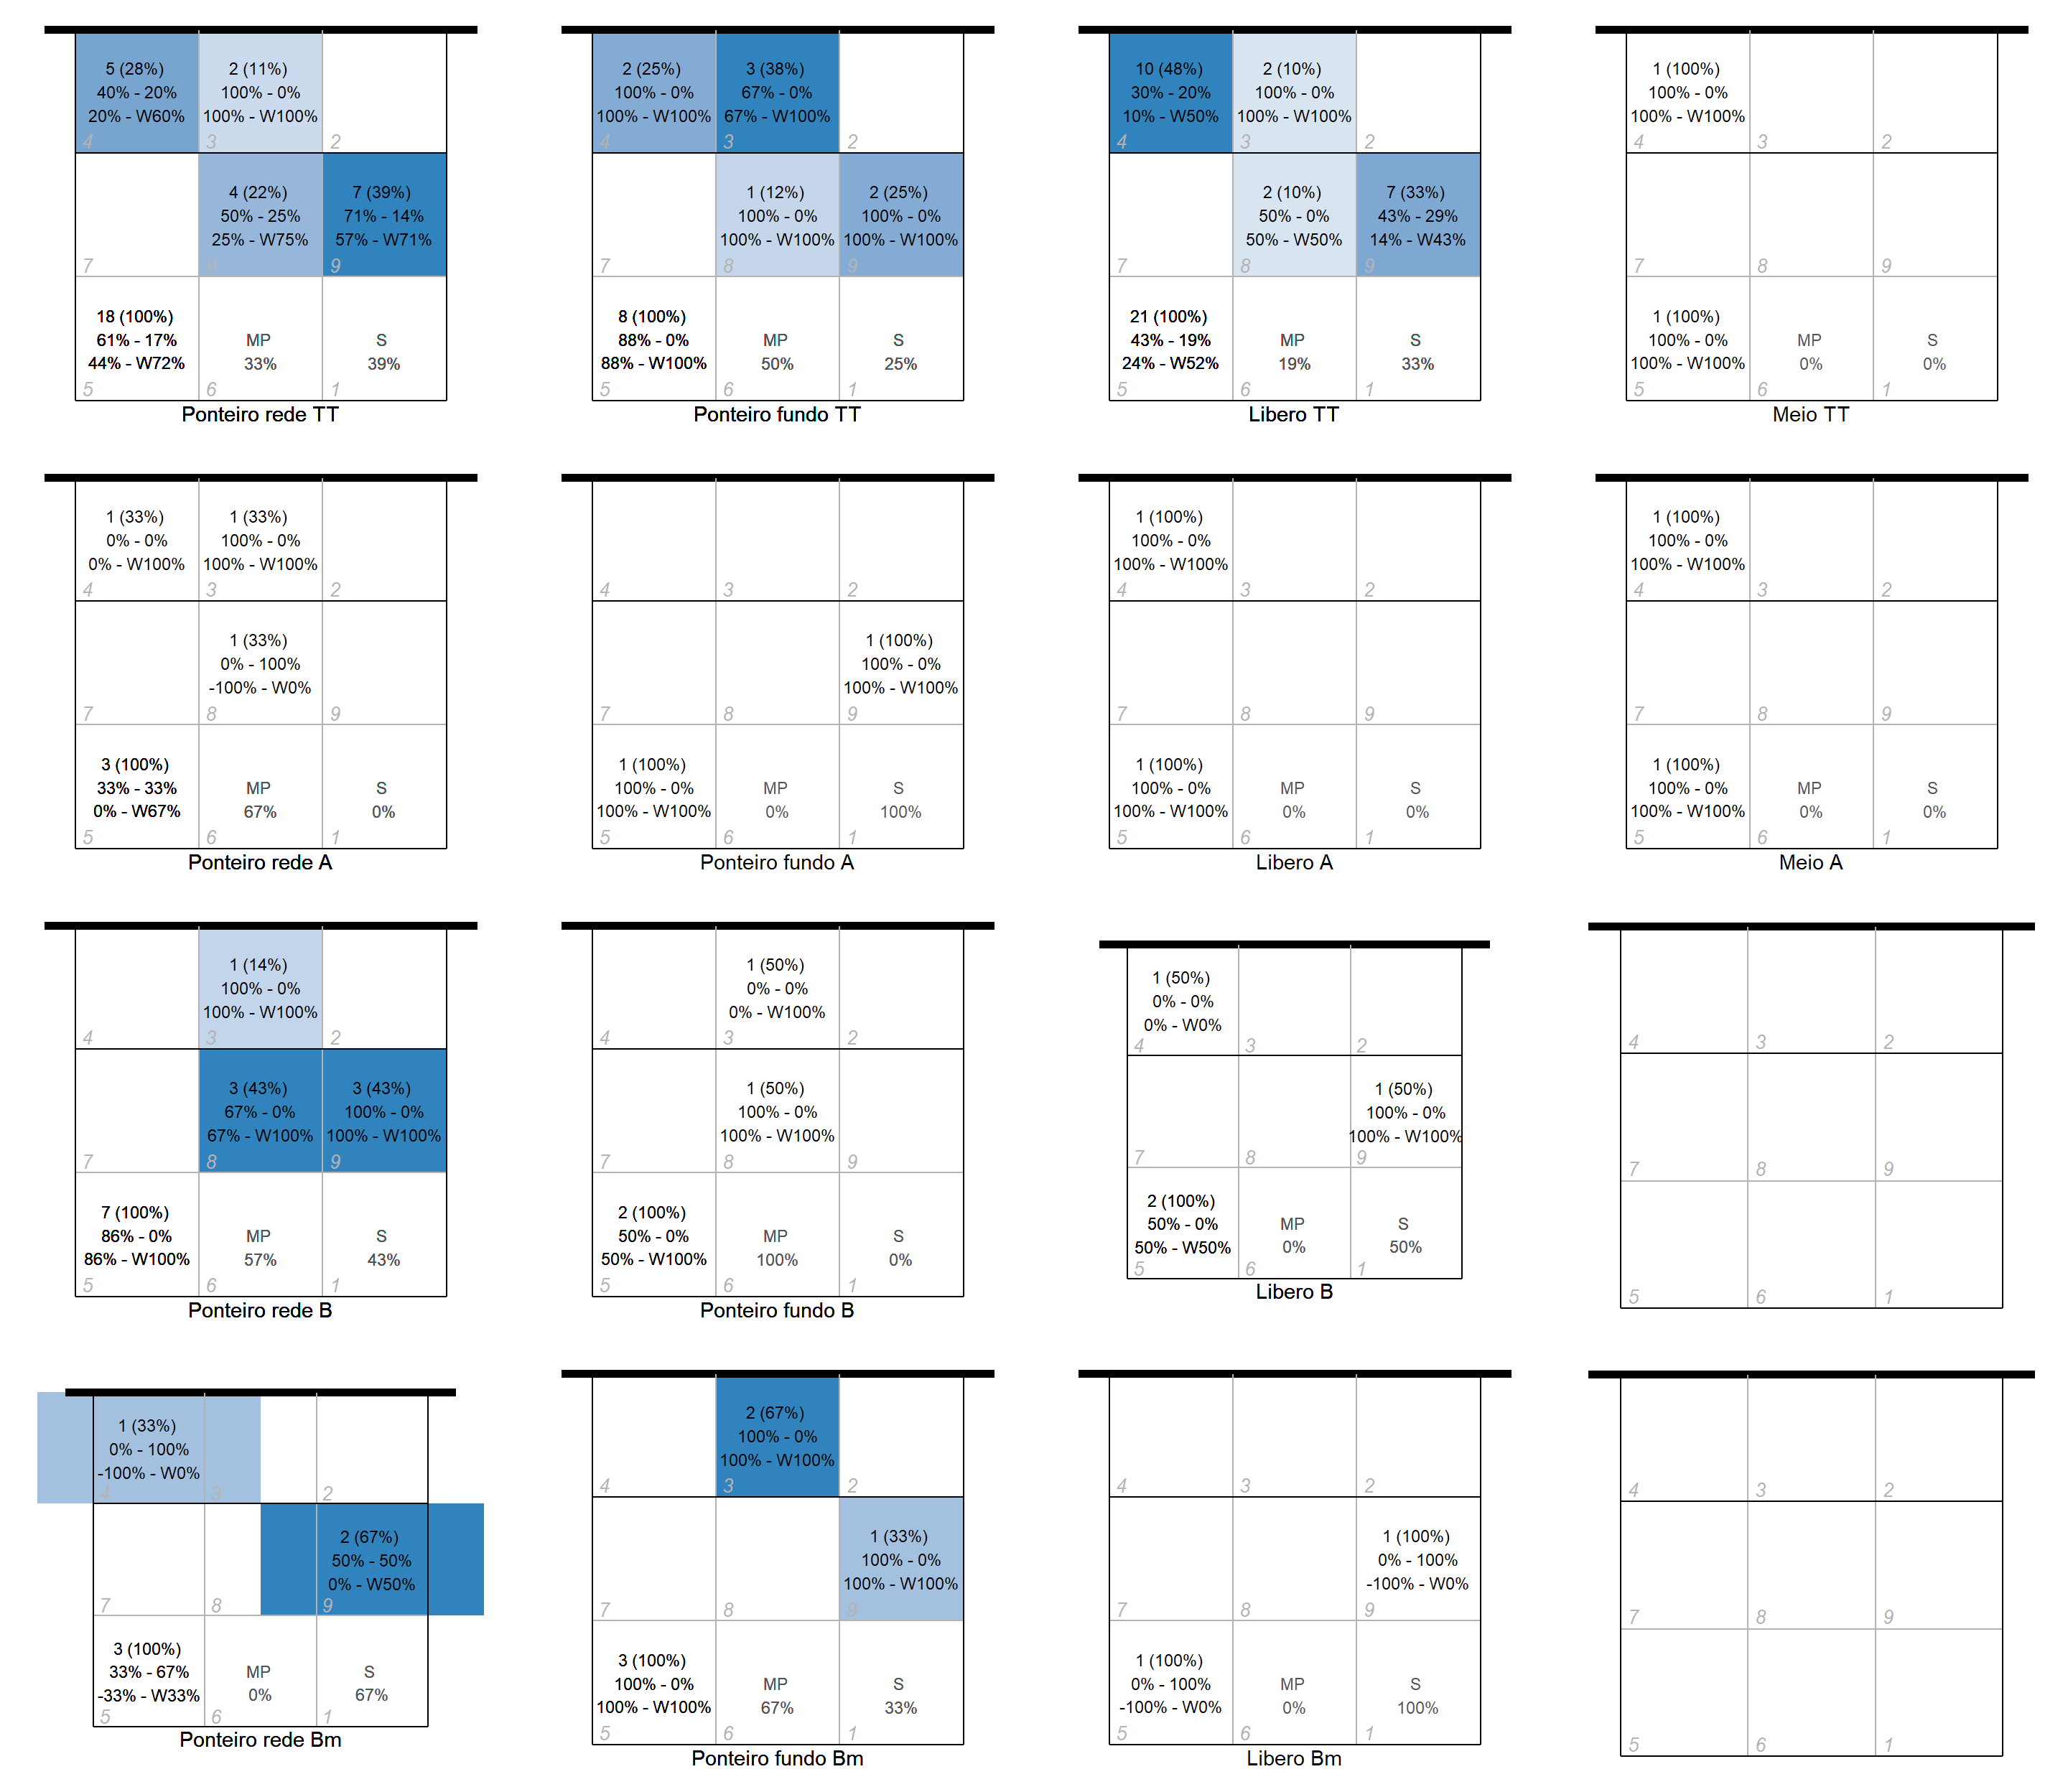 5 (28%)
40% - 20%
20% - W60%
4
2 (11%)
100% - 0%
100% - W100%
3
2
7
4 (22%)
50% - 25%
25% - W75%
8
7 (39%)
71% - 14%
57% - W71%
9
18 (100%)
61% - 17%
44% - W72%
5
MP
33%
6
S
39%
1
Ponteiro rede TT
2 (25%)
100% - 0%
100% - W100%
4
3 (38%)
67% - 0%
67% - W100%
3
2
7
1 (12%)
100% - 0%
100% - W100%
8
2 (25%)
100% - 0%
100% - W100%
9
8 (100%)
88% - 0%
88% - W100%
5
MP
50%
6
S
25%
1
Ponteiro fundo TT
10 (48%)
30% - 20%
10% - W50%
4
2 (10%)
100% - 0%
100% - W100%
3
2
7
2 (10%)
50% - 0%
50% - W50%
8
7 (33%)
43% - 29%
14% - W43%
9
21 (100%)
43% - 19%
24% - W52%
5
MP
19%
6
S
33%
1
Libero TT
1 (100%)
100% - 0%
100% - W100%
4
3
2
7
8
9
1 (100%)
100% - 0%
100% - W100%
5
MP
0%
6
S
0%
1
Meio TT
1 (33%)
0% - 0%
0% - W100%
4
1 (33%)
100% - 0%
100% - W100%
3
2
7
1 (33%)
0% - 100%
-100% - W0%
8
9
3 (100%)
33% - 33%
0% - W67%
5
MP
67%
6
S
0%
1
Ponteiro rede A
4
3
2
7
8
1 (100%)
100% - 0%
100% - W100%
9
1 (100%)
100% - 0%
100% - W100%
5
MP
0%
6
S
100%
1
Ponteiro fundo A
1 (100%)
100% - 0%
100% - W100%
4
3
2
7
8
9
1 (100%)
100% - 0%
100% - W100%
5
MP
0%
6
S
0%
1
Libero A
1 (100%)
100% - 0%
100% - W100%
4
3
2
7
8
9
1 (100%)
100% - 0%
100% - W100%
5
MP
0%
6
S
0%
1
Meio A
4
1 (14%)
100% - 0%
100% - W100%
3
2
7
3 (43%)
67% - 0%
67% - W100%
8
3 (43%)
100% - 0%
100% - W100%
9
7 (100%)
86% - 0%
86% - W100%
5
MP
57%
6
S
43%
1
Ponteiro rede B
4
1 (50%)
0% - 0%
0% - W100%
3
2
7
1 (50%)
100% - 0%
100% - W100%
8
9
2 (100%)
50% - 0%
50% - W100%
5
MP
100%
6
S
0%
1
Ponteiro fundo B
1 (50%)
0% - 0%
0% - W0%
4
3
2
7
8
1 (50%)
100% - 0%
100% - W100%
9
2 (100%)
50% - 0%
50% - W50%
5
MP
0%
6
S
50%
1
Libero B
4
3
2
7
8
9
5
6
1
1 (33%)
0% - 100%
-100% - W0%
4
3
2
7
8
2 (67%)
50% - 50%
0% - W50%
9
3 (100%)
33% - 67%
-33% - W33%
5
MP
0%
6
S
67%
1
Ponteiro rede Bm
4
2 (67%)
100% - 0%
100% - W100%
3
2
7
8
1 (33%)
100% - 0%
100% - W100%
9
3 (100%)
100% - 0%
100% - W100%
5
MP
67%
6
S
33%
1
Ponteiro fundo Bm
4
3
2
7
8
1 (100%)
0% - 100%
-100% - W0%
9
1 (100%)
0% - 100%
-100% - W0%
5
MP
0%
6
S
100%
1
Libero Bm
4
3
2
7
8
9
5
6
1